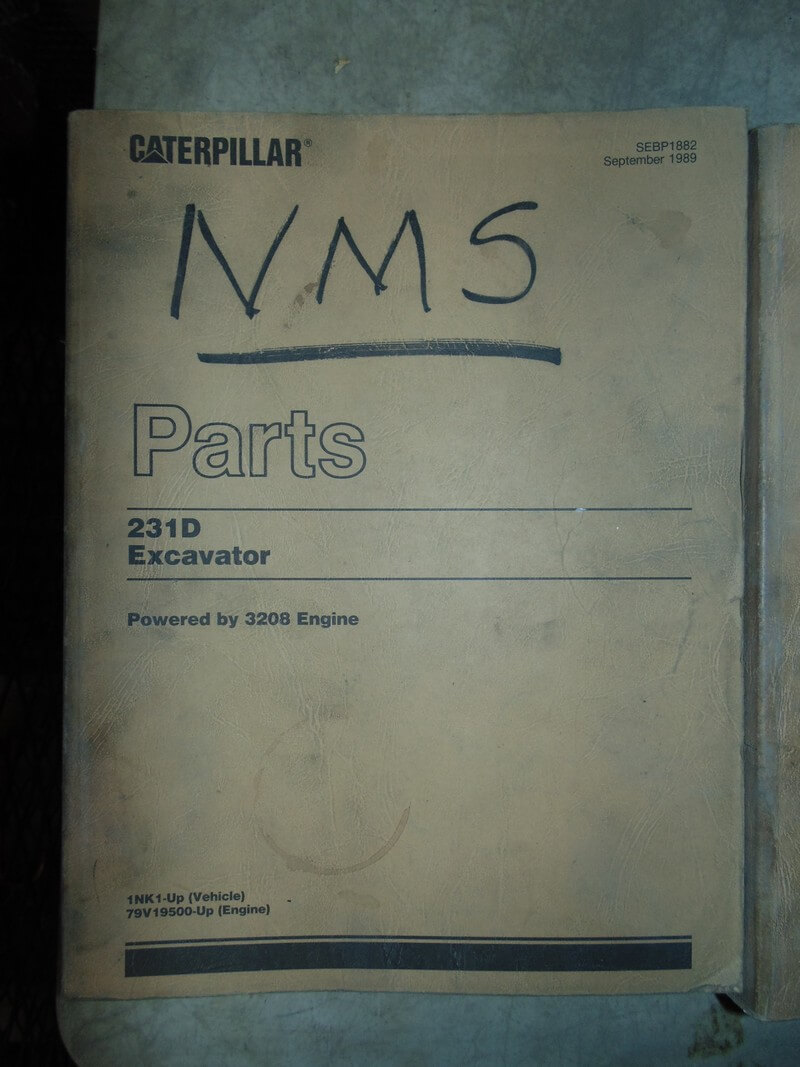 CATERPILLAR®
SEBP1882
September 1989
NMS
Parts
231D
Excavator
Powered by 3208 Engine
1NK1-Up (Vehicle)
79V19500-Up (Engine)